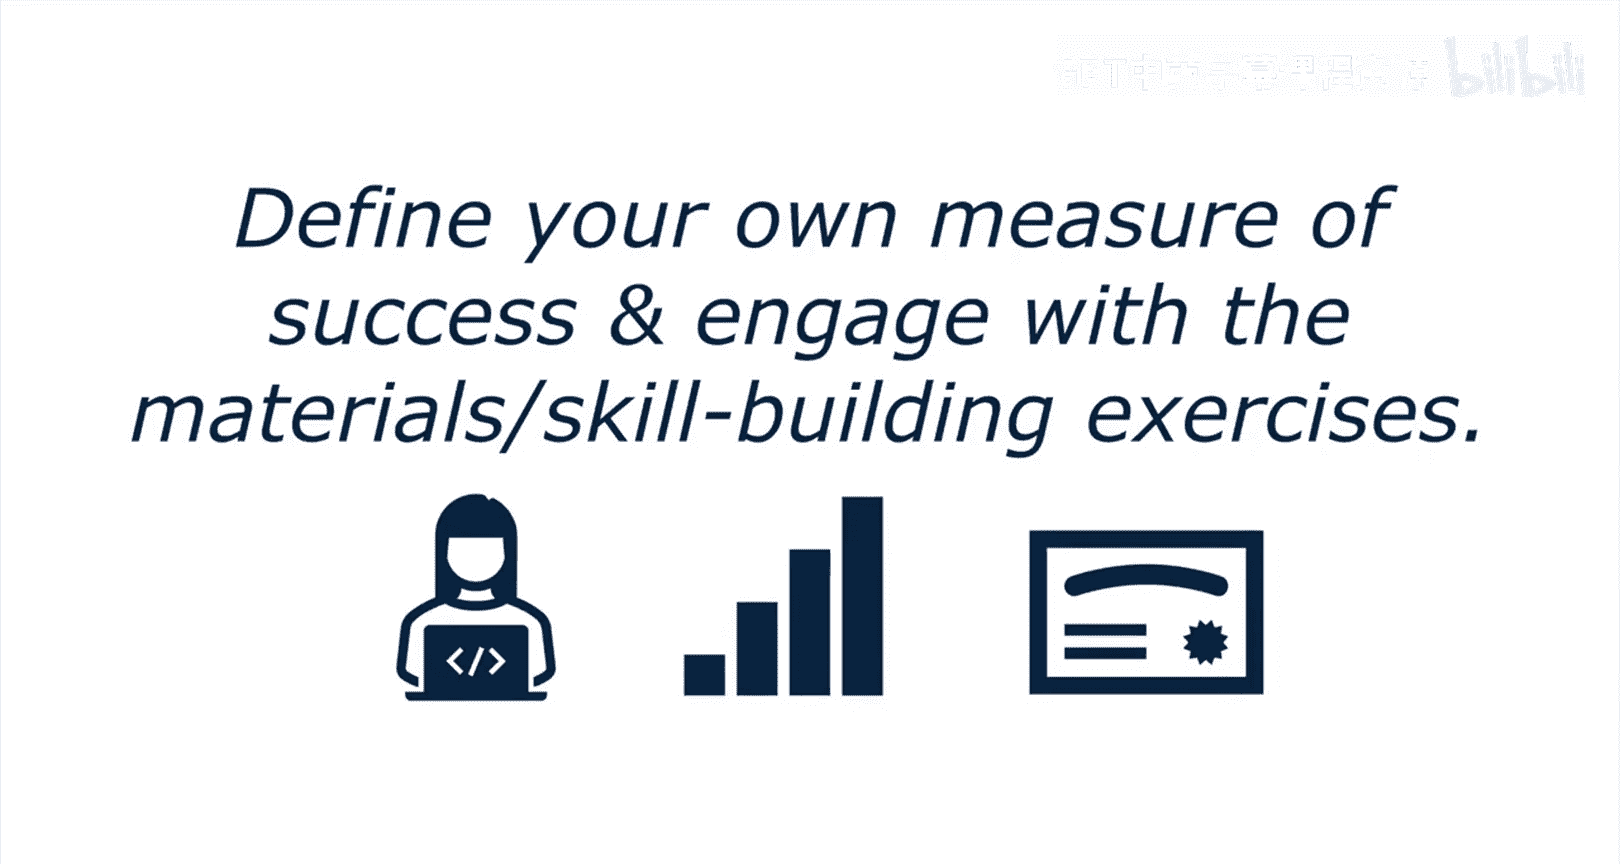 bilibili
Define your own measure of
success & engage with the
materials/skill-building exercises.
</>